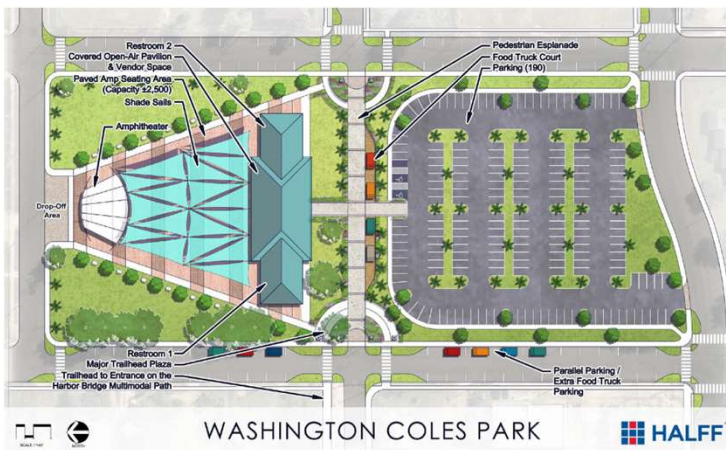 Restroom 2
Covered Open-Air Pavilion
& Vendor Space
Paved Amp Seating Area
(Capacity ±2,500)
Shade Sails
Amphitheater
Drop-Off
Area
Pedestrian Esplanade
Food Truck Court
Parking (190)
Restroom 1
Major Trailhead Plaza
Trailhead to Entrance on the
Harbor Bridge Multimodal Path
Parallel Parking /
Extra Food Truck
Parking
NORTH
WASHINGTON COLES PARK
HALFF